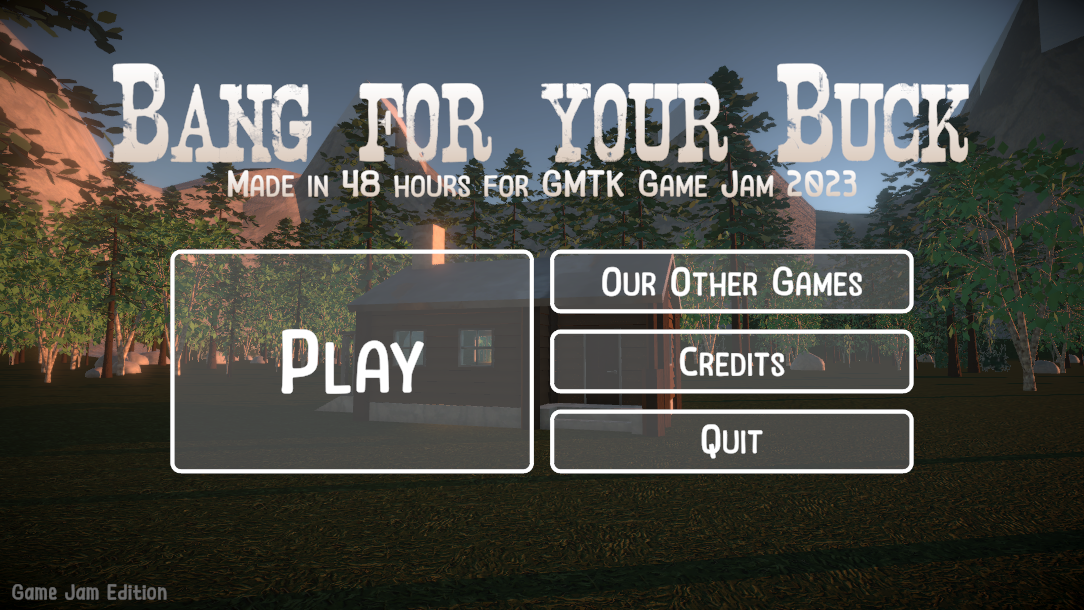 Bang for your Buck
Made in 48 hours for GMTK Game Jam 2023
Play
Our Other Games
Credits
Quit
Game Jam Edition